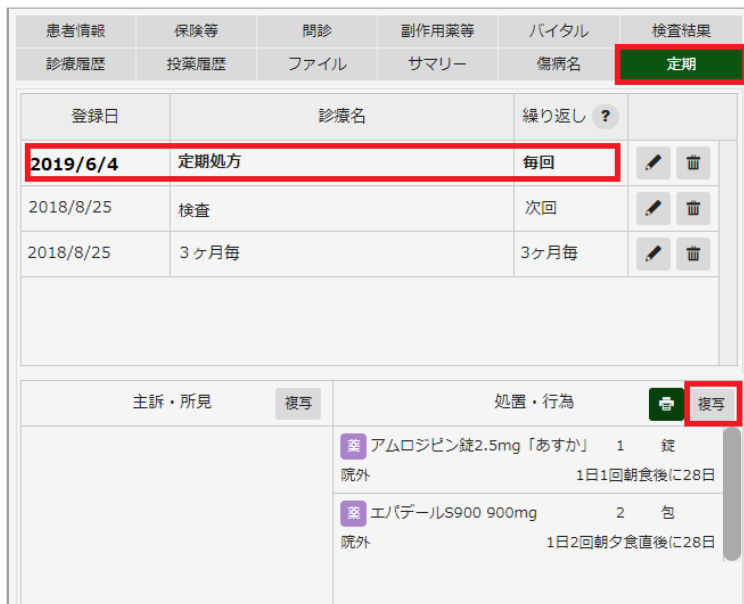 患者情報 保険等 問診 副作用薬等 バイタル 検査結果
診療履歴 投薬履歴 ファイル サマリー 傷病名 定期
登録日 診療名 繰り返し ?
2019/6/4 定期処方 毎回
2018/8/25 検査 次回
2018/8/25 3ヶ月毎 3ヶ月毎
主訴・所見 複写 処置・行為 複写
薬 アムロジピン錠2.5mg「あすか」 1 錠
院外 1日1回朝食後に28日
薬 エパデールS900 900mg 2 包
院外 1日2回朝夕食直後に28日